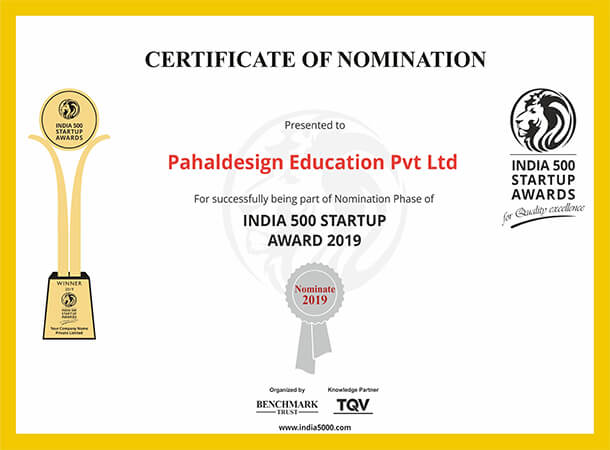 CERTIFICATE OF NOMINATION
INDIA 500
STARTUP
AWARDS
WINNER
2019
INDIA 500
STARTUP
AWARDS
Your Company Name
Private Limited
Presented to
Pahaldesign Education Pvt Ltd
For successfully being part of Nomination Phase of
INDIA 500 STARTUP
AWARD 2019
INDIA 500
STARTUP
AWARDS
for Quality excellence
Nominate
2019
Organized by
BENCHMARK
TRUST
Knowledge Partner
TQV
www.india5000.com